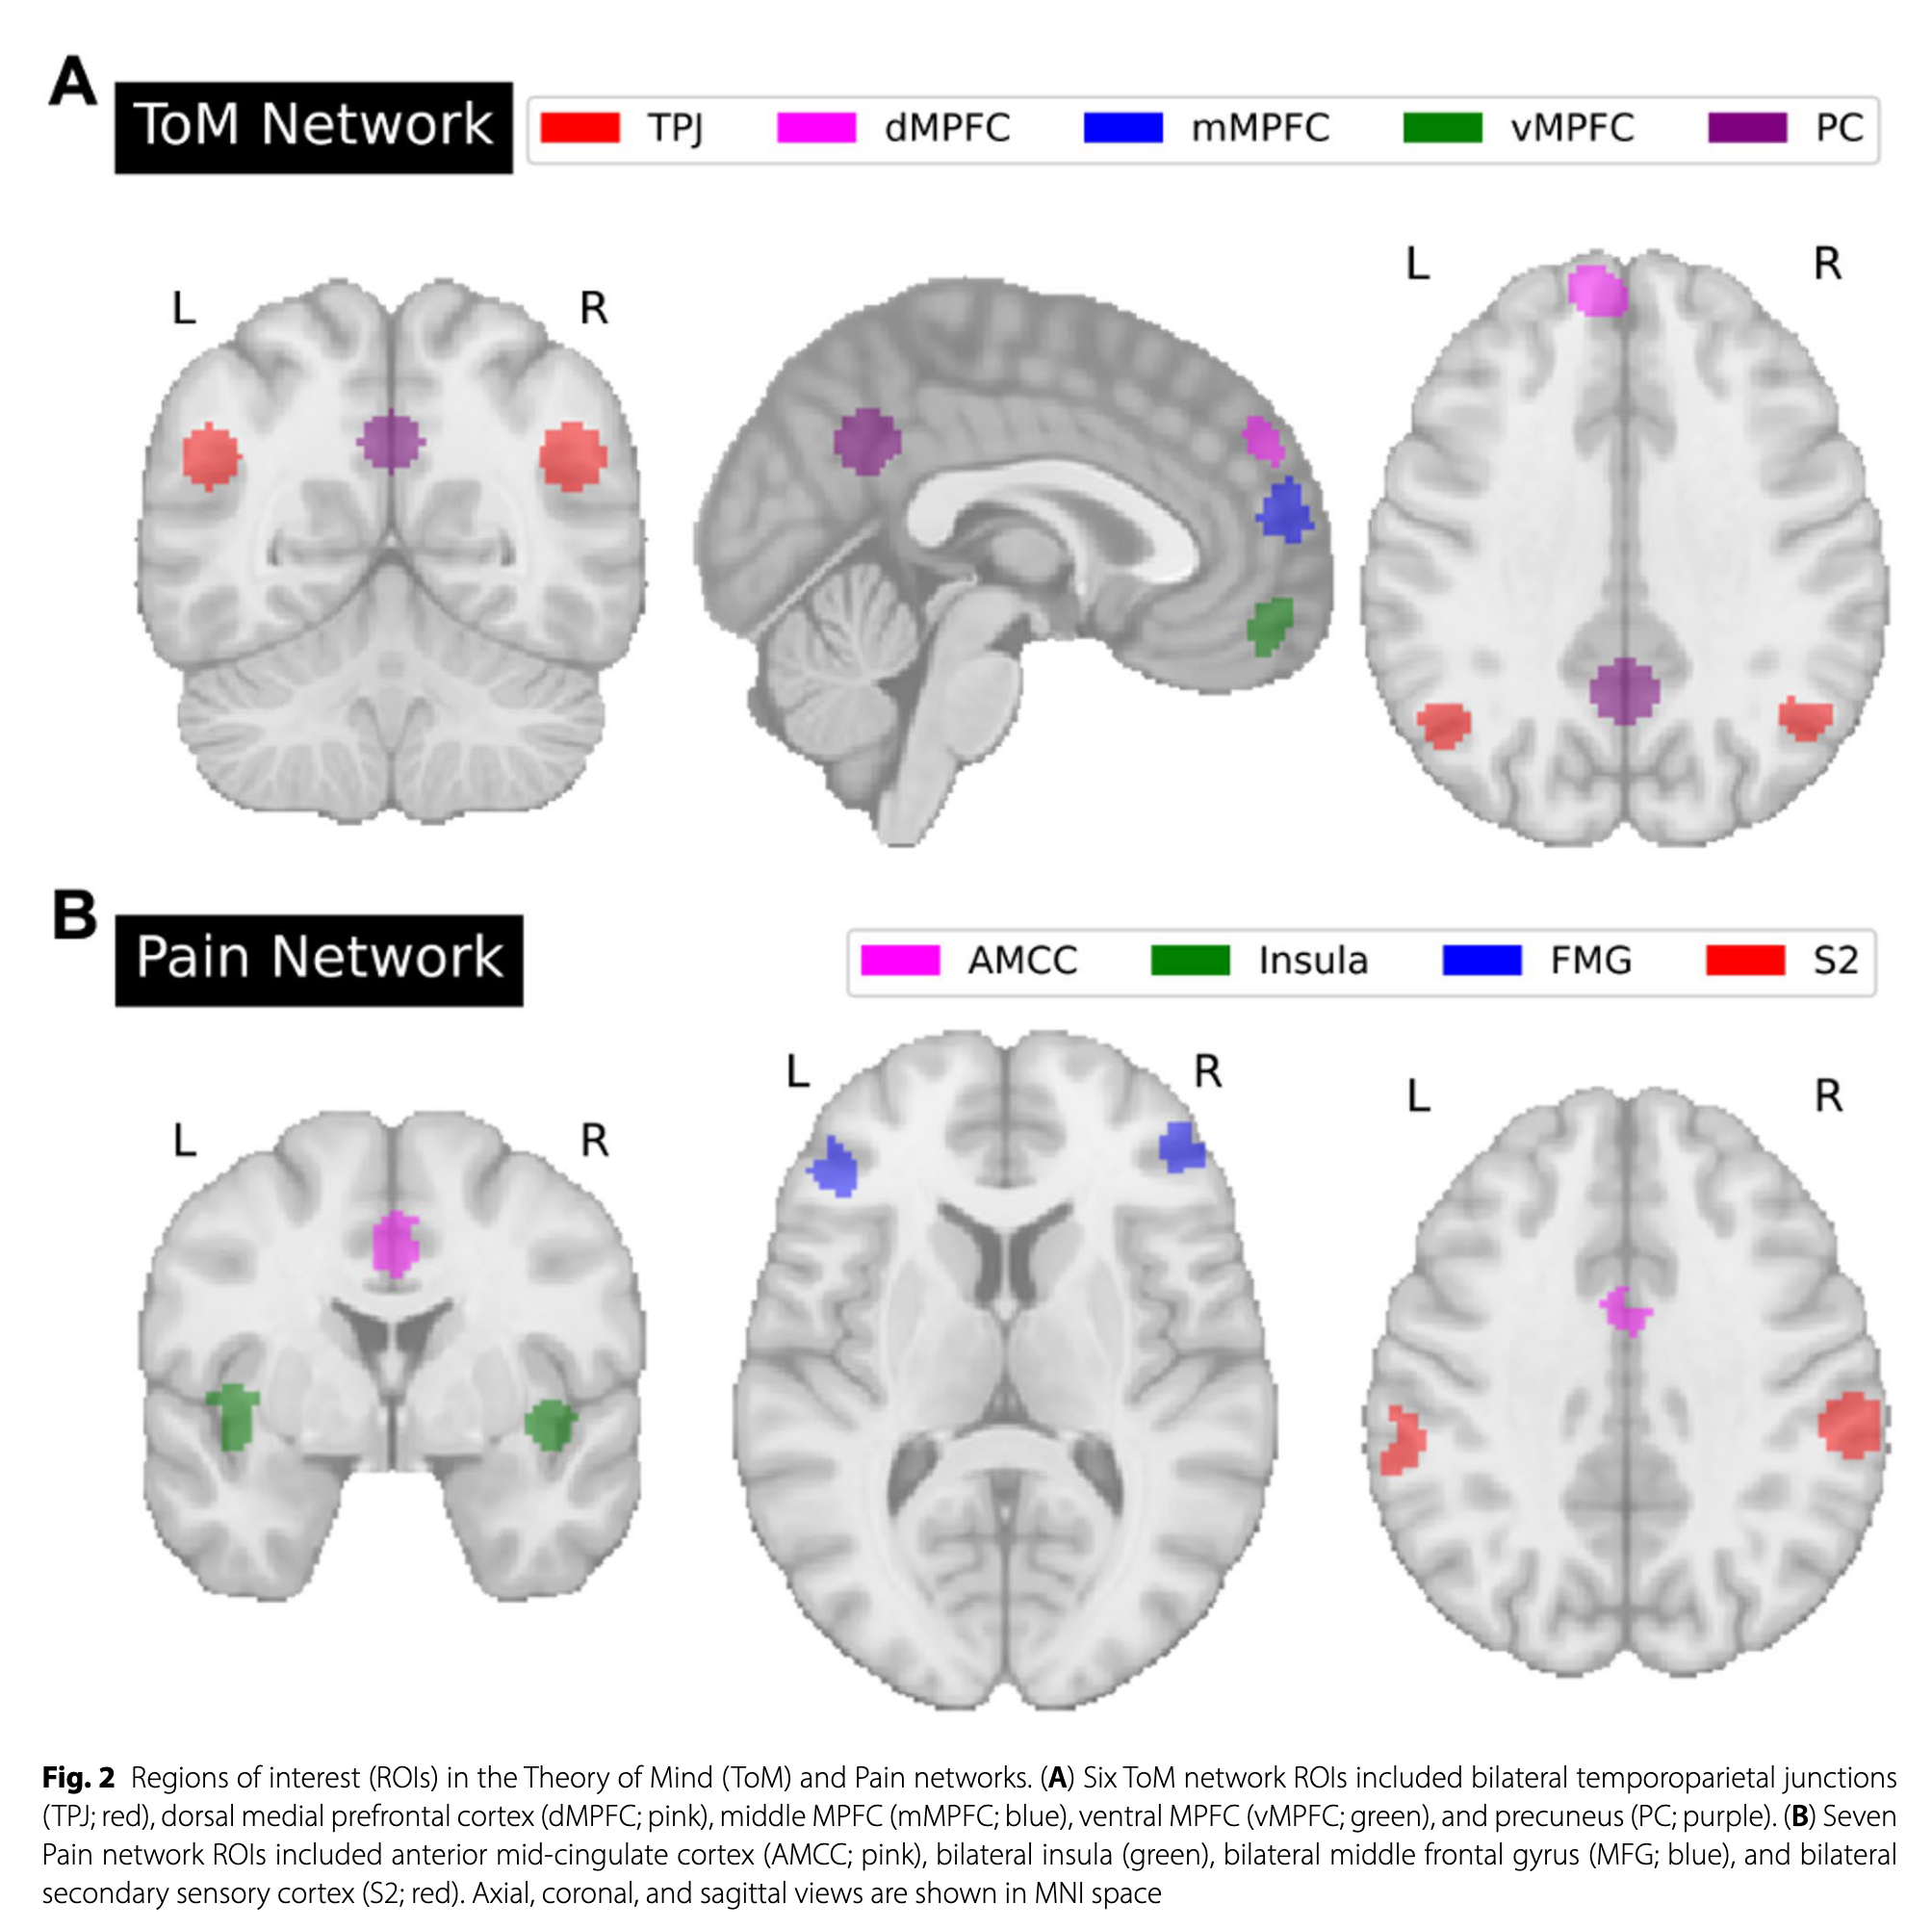 A
ToM Network
TPJ dMPFC mMPFC vMPFC PC
L R
L R
B
Pain Network
AMCC Insula FMG S2
L R
L R
L R
Fig. 2 Regions of interest (ROIs) in the Theory of Mind (ToM) and Pain networks. (A) Six ToM network ROIs included bilateral temporoparietal junctions
(TPJ; red), dorsal medial prefrontal cortex (dMPFC; pink), middle MPFC (mMPFC; blue), ventral MPFC (vMPFC; green), and precuneus (PC; purple). (B) Seven
Pain network ROIs included anterior mid-cingulate cortex (AMCC; pink), bilateral insula (green), bilateral middle frontal gyrus (MFG; blue), and bilateral
secondary sensory cortex (S2; red). Axial, coronal, and sagittal views are shown in MNI space